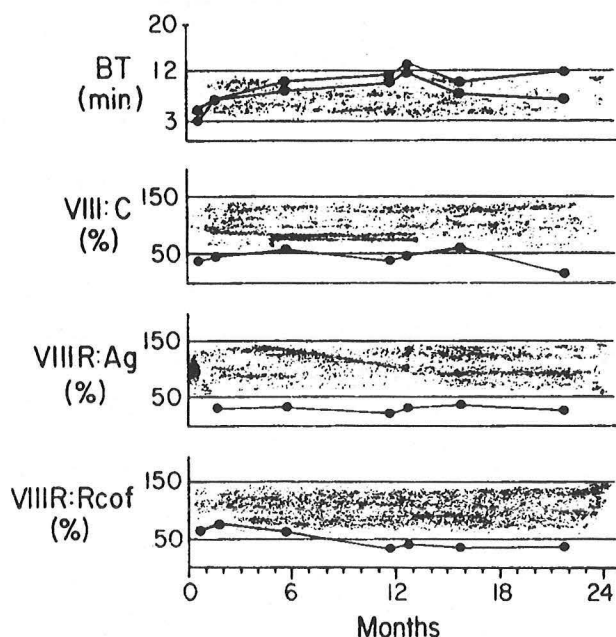 20
BT 12
(min)
3
VIII:C 150
(%) 50
VIIIR:Ag 150
(%) 50
VIIIR:Rcof 150
(%) 50
0 6 12 18 24
Months